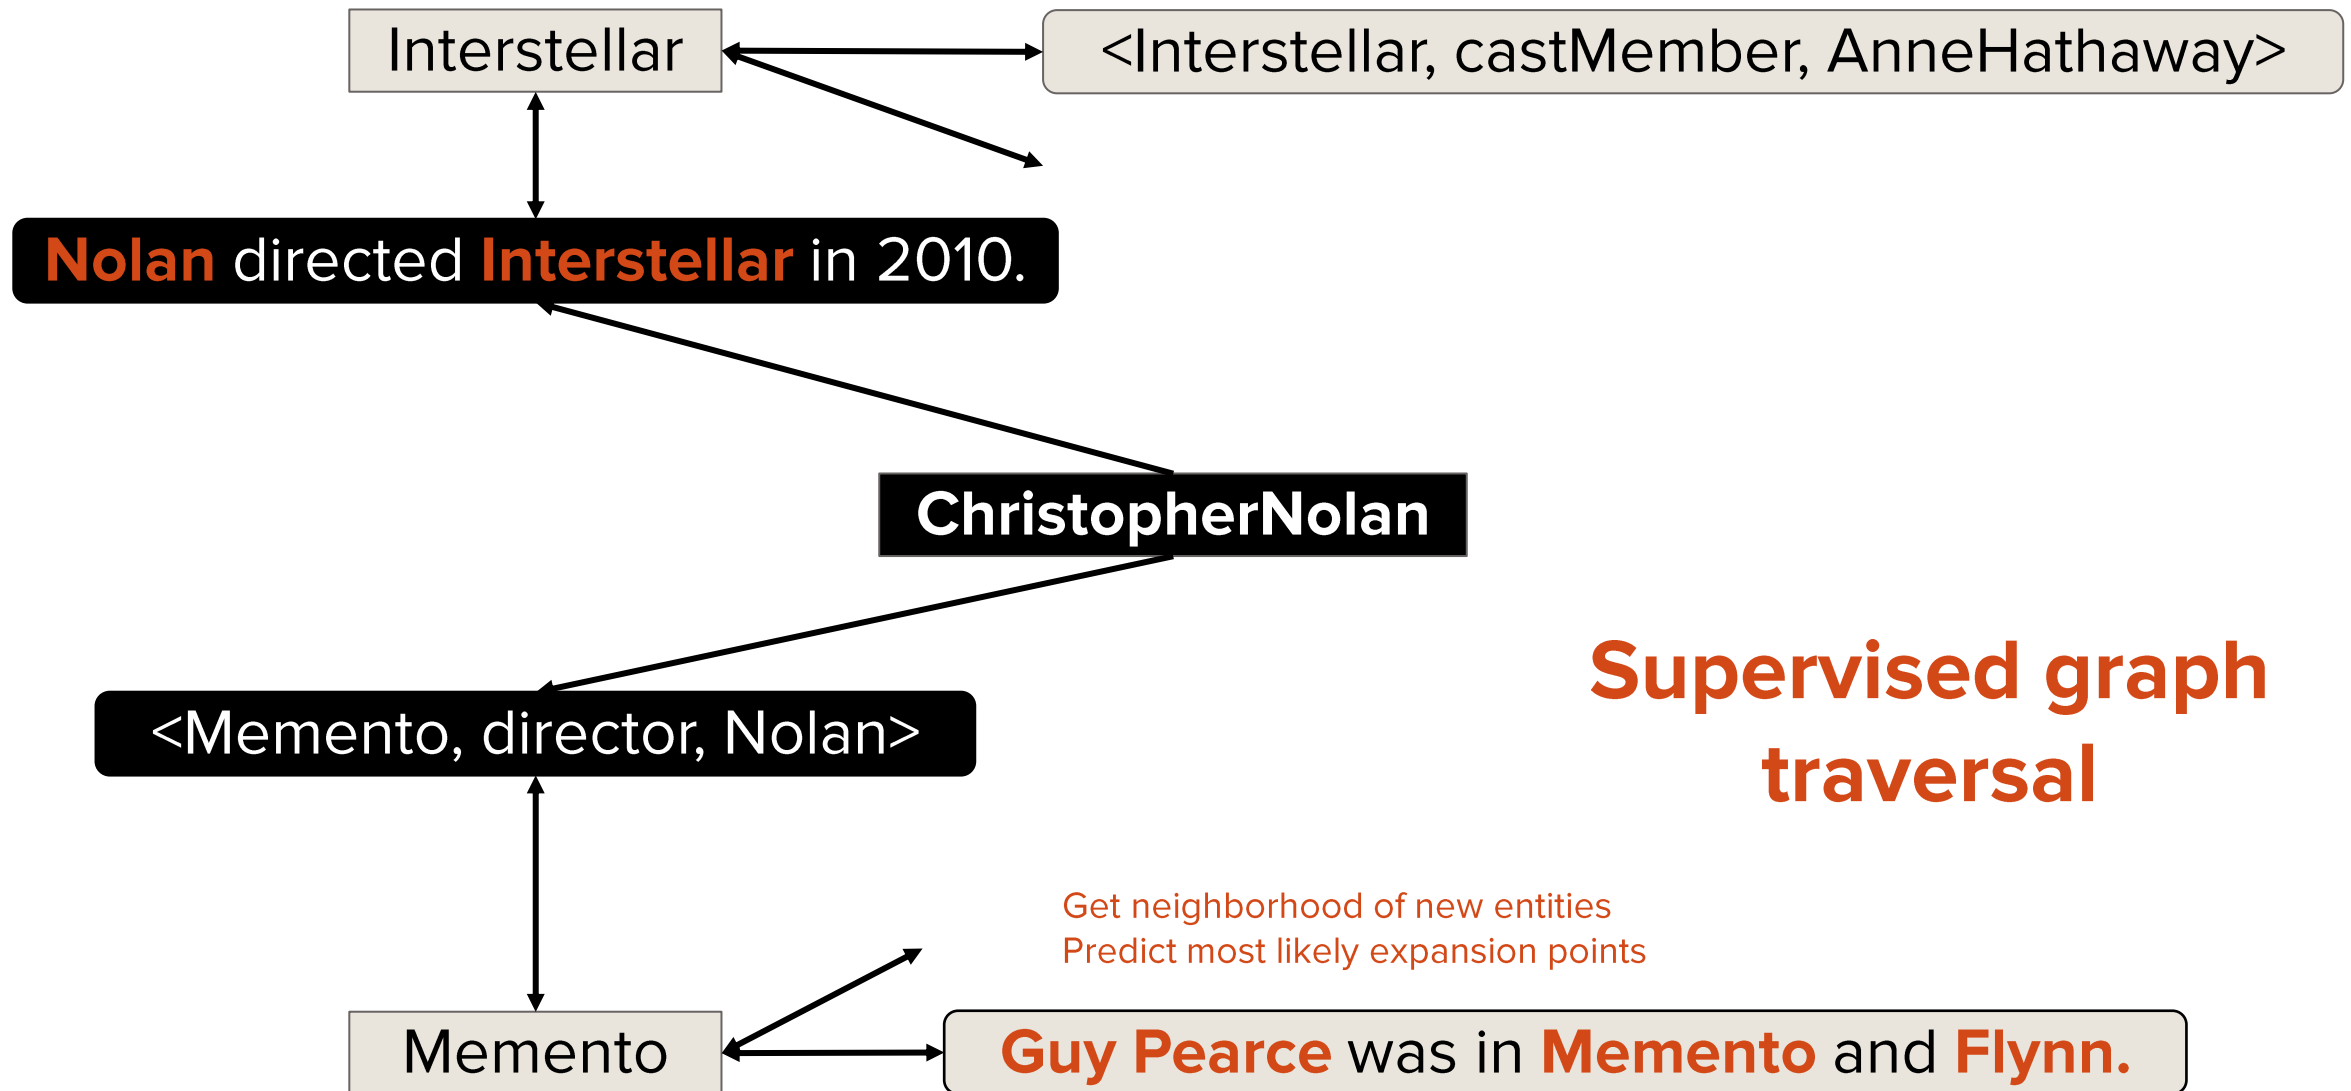 Interstellar
<Interstellar, castMember, AnneHathaway>
Nolan directed Interstellar in 2010.
ChristopherNolan
Supervised graph
traversal
<Memento, director, Nolan>
Get neighborhood of new entities
Predict most likely expansion points
Memento
Guy Pearce was in Memento and Flynn.